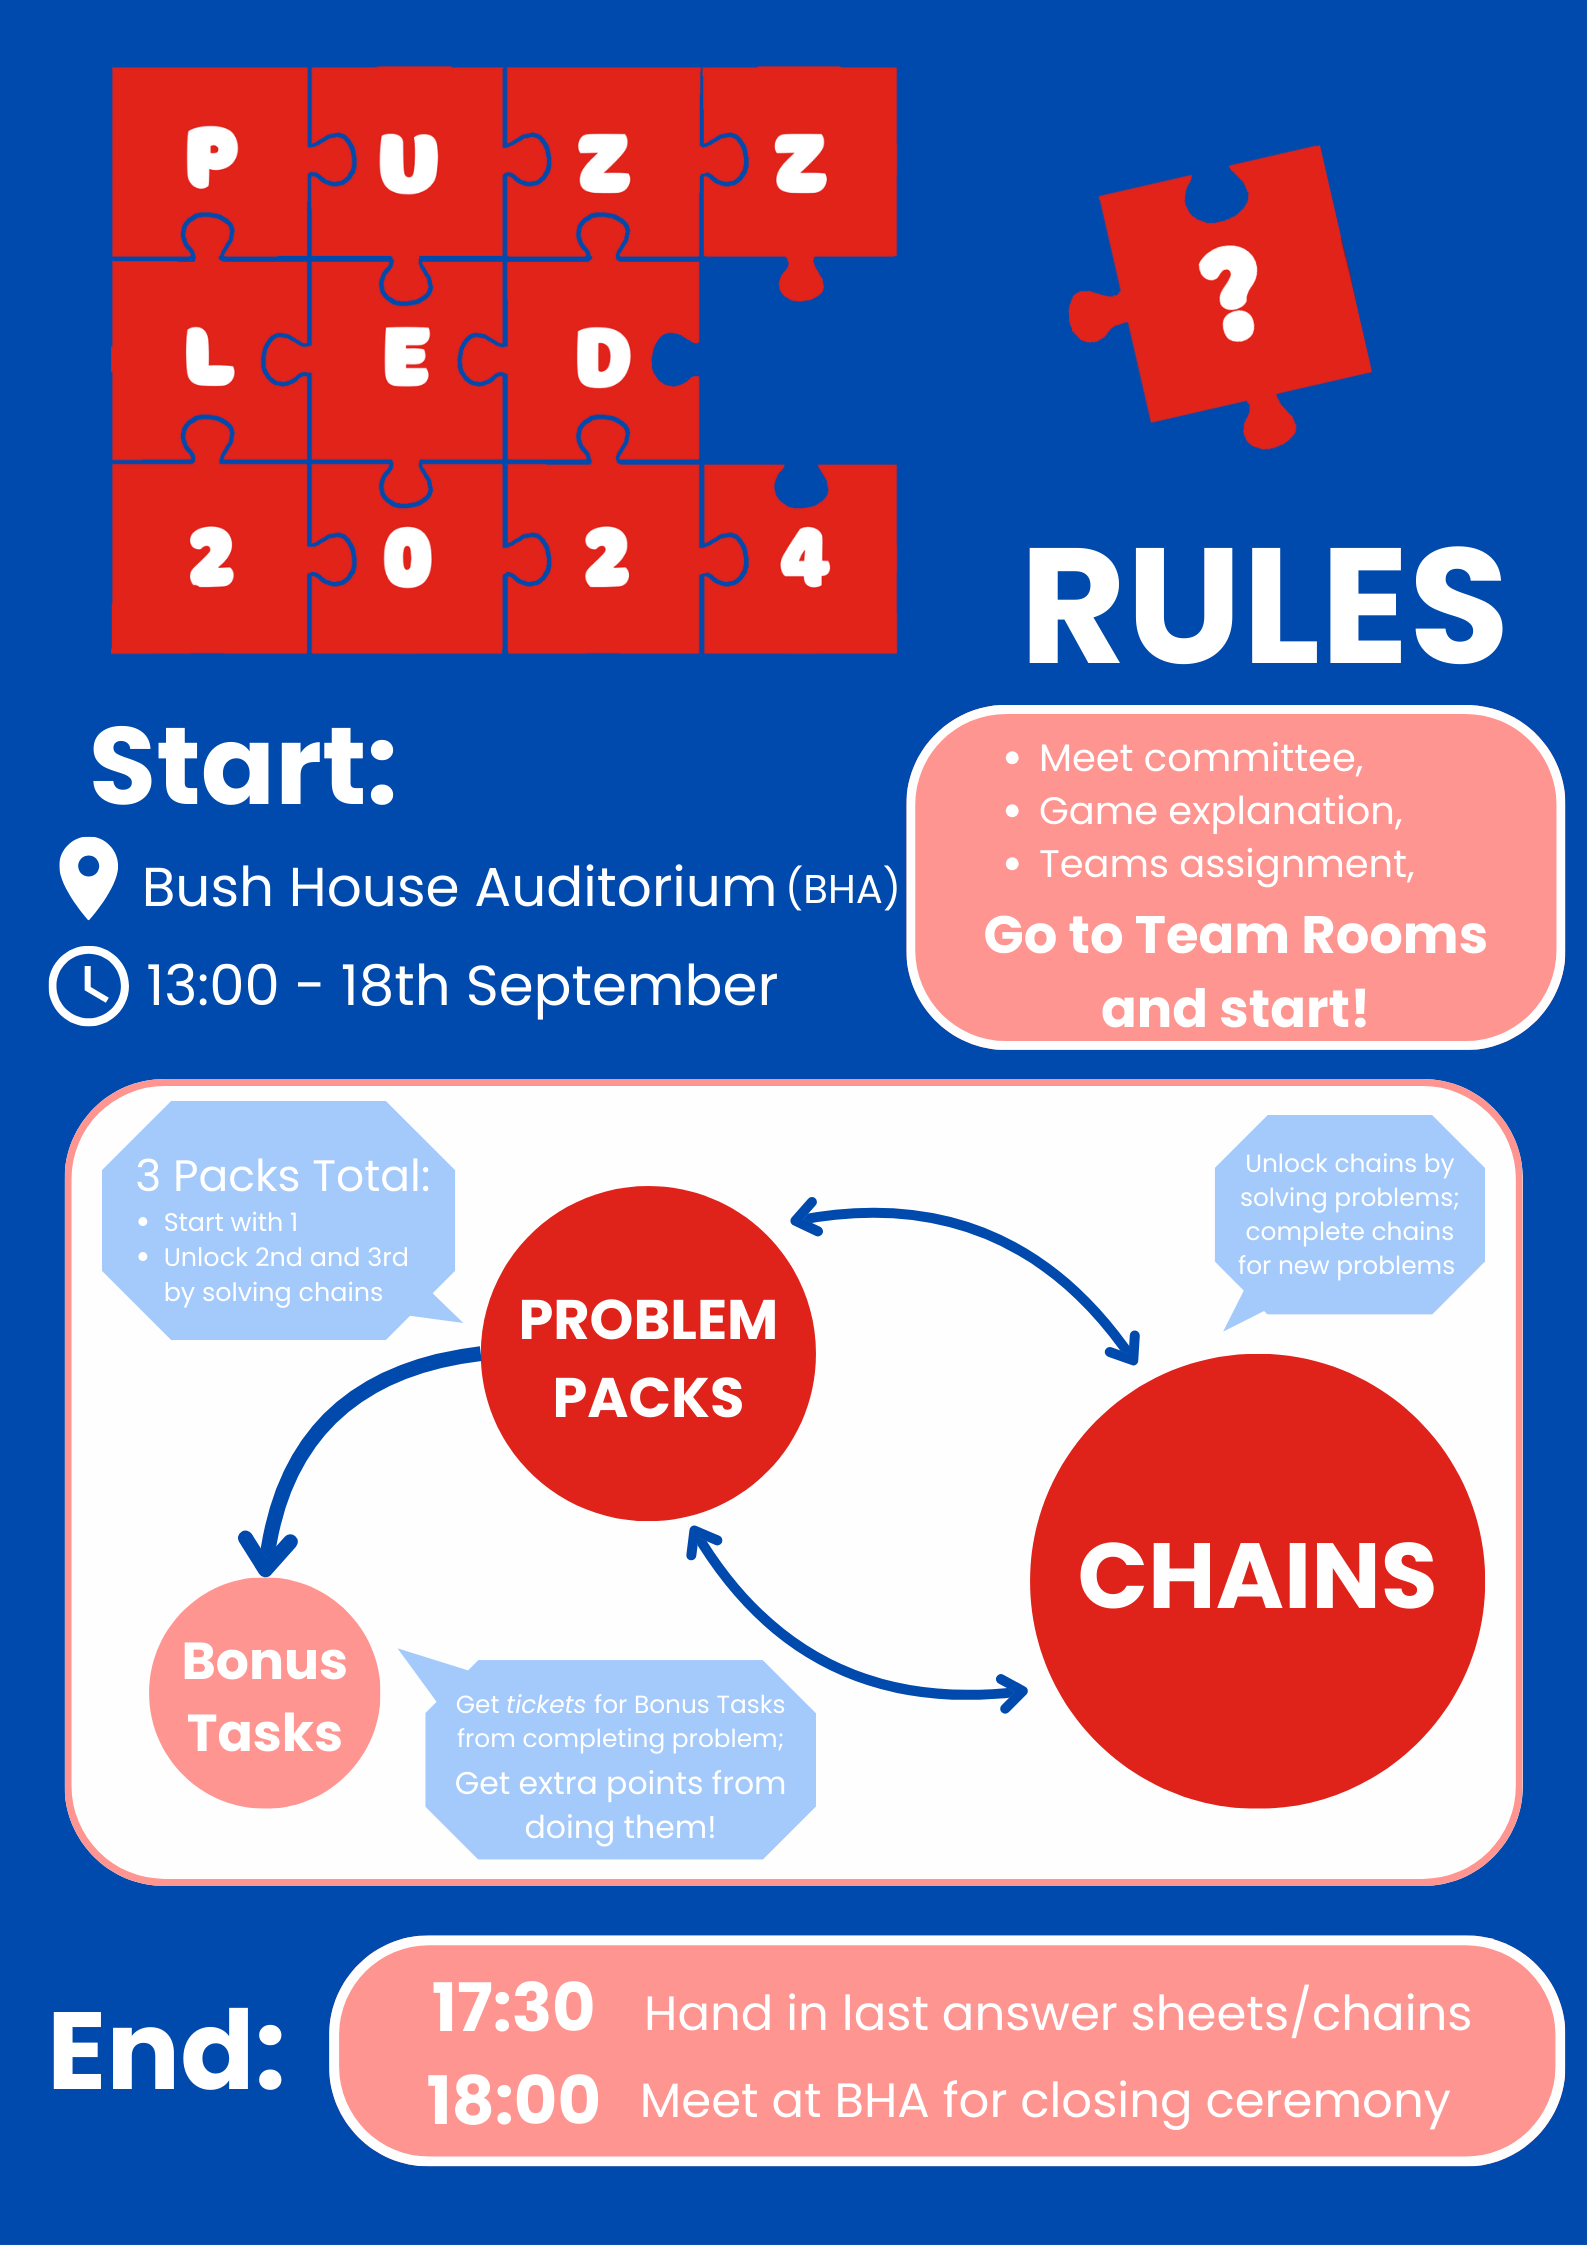 P U Z Z
L E D
?
2 0 2 4
RULES
Start:
Bush House Auditorium (BHA)
13:00 - 18th September
• Meet committee,
• Game explanation,
• Teams assignment,
Go to Team Rooms
and start!
3 Packs Total:
• Start with 1
• Unlock 2nd and 3rd
by solving chains
Unlock chains by
solving problems;
complete chains
for new problems
PROBLEM
PACKS
CHAINS
Bonus
Tasks
Get tickets for Bonus Tasks
from completing problem;
Get extra points from
doing them!
End:
17:30 Hand in last answer sheets/chains
18:00 Meet at BHA for closing ceremony